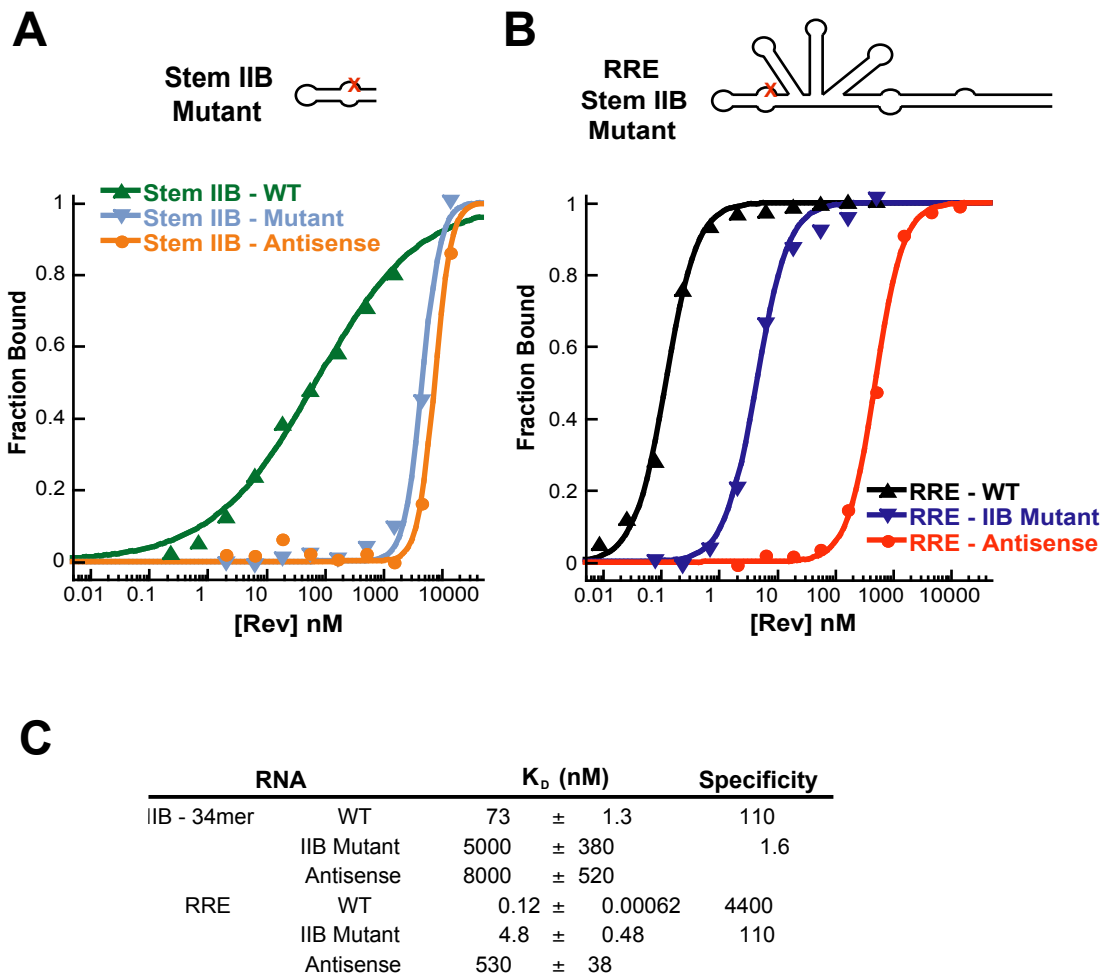 A
Stem IIB
Mutant
X
Stem IIB - WT
Stem IIB - Mutant
Stem IIB - Antisense
1
0.8
0.6
0.4
0.2
0
Fraction Bound
0.01 0.1 1 10 100 1000 10000
[Rev] nM
B
RRE
Stem IIB
Mutant
X
1
0.8
0.6
0.4
0.2
0
Fraction Bound
RRE - WT
RRE - IIB Mutant
RRE - Antisense
0.01 0.1 1 10 100 1000 10000
[Rev] nM
C
RNA K_D (nM) Specificity
IIB - 34mer WT 73 ± 1.3 110
IIB Mutant 5000 ± 380 1.6
Antisense 8000 ± 520
RRE WT 0.12 ± 0.00062 4400
IIB Mutant 4.8 ± 0.48 110
Antisense 530 ± 38